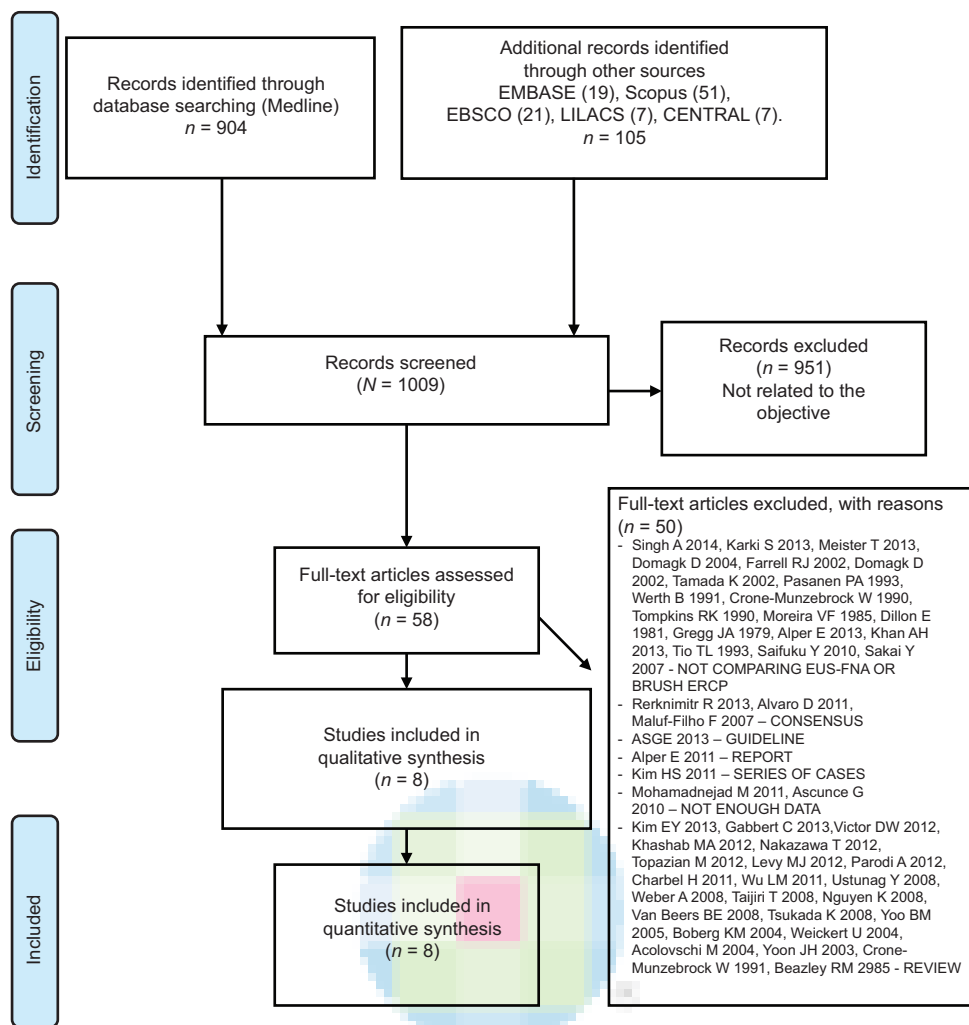 Identification
Records identified through
database searching (Medline)
n = 904
Additional records identified
through other sources
EMBASE (19), Scopus (51),
EBSCO (21), LILACS (7), CENTRAL (7).
n = 105
Screening
Records screened
(N = 1009)
Records excluded
(n = 951)
Not related to the
objective
Eligibility
Full-text articles assessed
for eligibility
(n = 58)
Full-text articles excluded, with reasons
(n = 50)
- Singh A 2014, Karki S 2013, Meister T 2013,
Domagk D 2004, Farrell RJ 2002, Domagk D
2002, Tamada K 2002, Pasanen PA 1993,
Werth B 1991, Crone-Munzebrock W 1990,
Tompkins RK 1990, Moreira VF 1985, Dillon E
1981, Gregg JA 1979, Alper E 2013, Khan AH
2013, Tio TL 1993, Saifuku Y 2010, Sakai Y
2007 - NOT COMPARING EUS-FNA OR
BRUSH ERCP
- Rerknimitr R 2013, Alvaro D 2011,
Maluf-Filho F 2007 – CONSENSUS
- ASGE 2013 – GUIDELINE
- Alper E 2011 – REPORT
- Kim HS 2011 – SERIES OF CASES
- Mohamadnejad M 2011, Ascunce G
2010 – NOT ENOUGH DATA
- Kim EY 2013, Gabbert C 2013,Victor DW 2012,
Khashab MA 2012, Nakazawa T 2012,
Topazian M 2012, Levy MJ 2012, Parodi A 2012,
Charbel H 2011, Wu LM 2011, Ustunag Y 2008,
Weber A 2008, Taijiri T 2008, Nguyen K 2008,
Van Beers BE 2008, Tsukada K 2008, Yoo BM
2005, Boberg KM 2004, Weickert U 2004,
Acolovschi M 2004, Yoon JH 2003, Crone-
Munzebrock W 1991, Beazley RM 2985 - REVIEW
Studies included in
qualitative synthesis
(n = 8)
Included
Studies included in
quantitative synthesis
(n = 8)